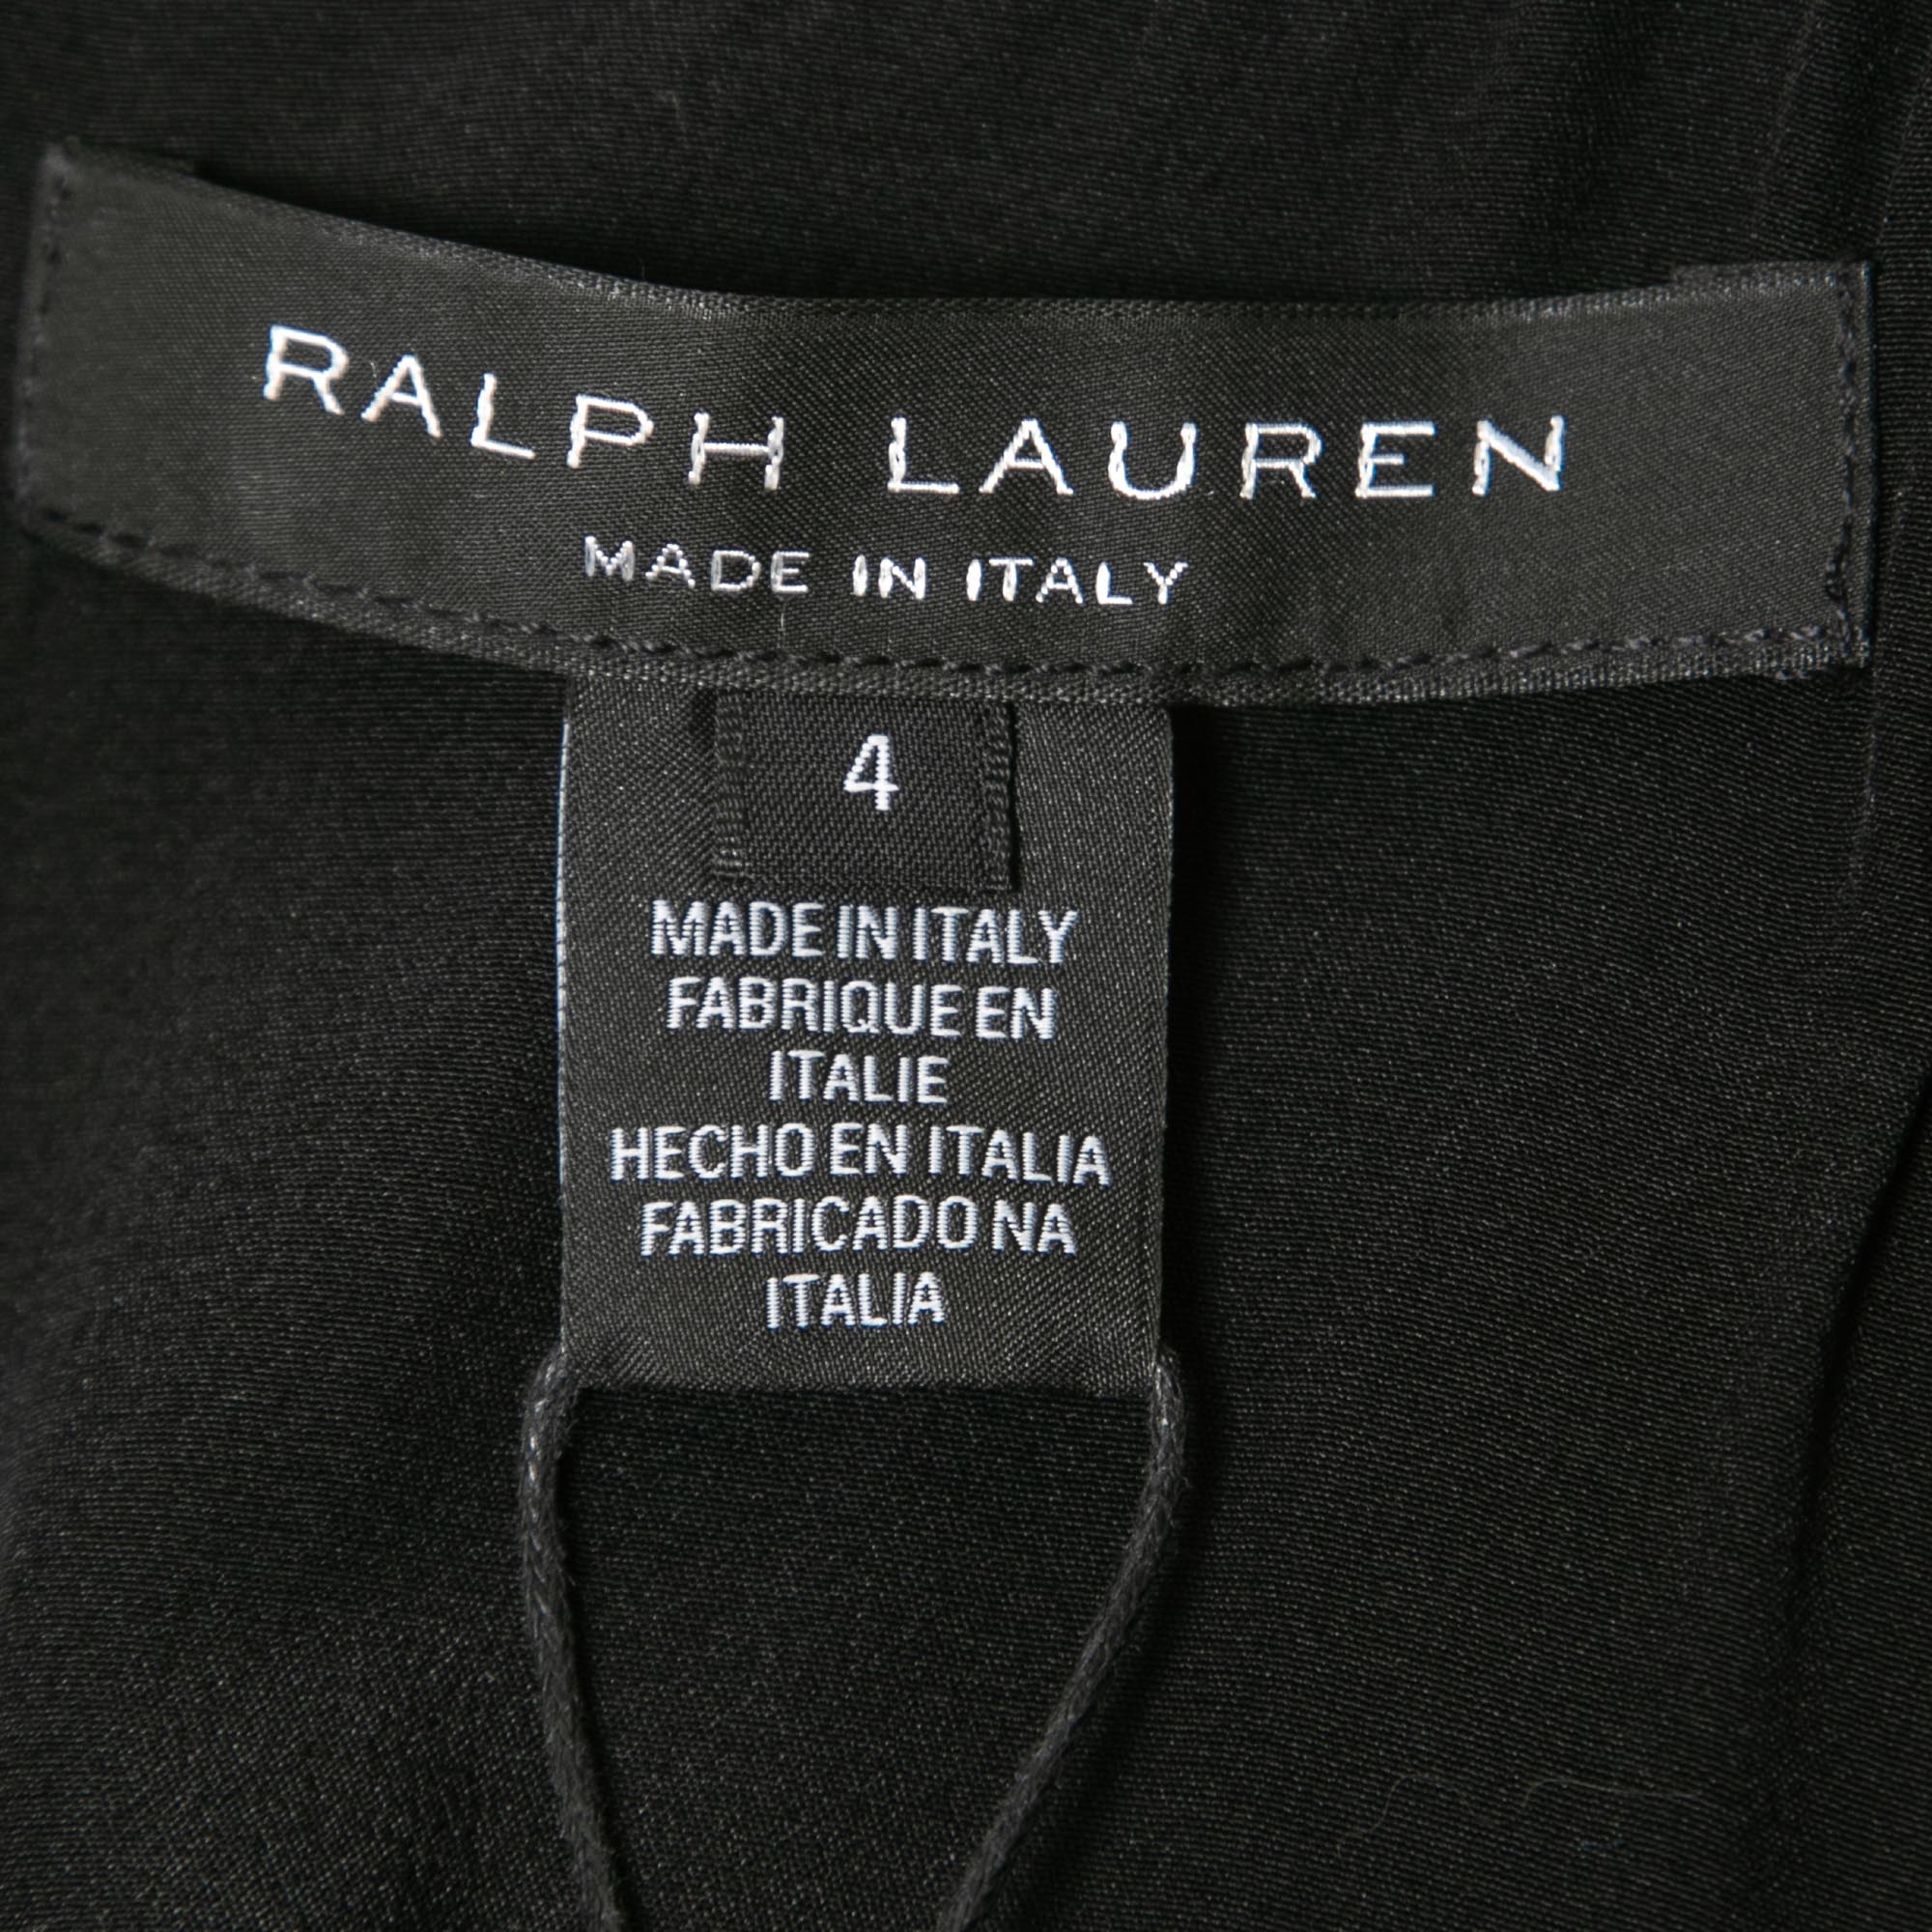 RALPH LAUREN
MADE IN ITALY
4
MADE IN ITALY
FABRIQUE EN
ITALIE
HECHO EN ITALIA
FABRICADO NA
ITALIA